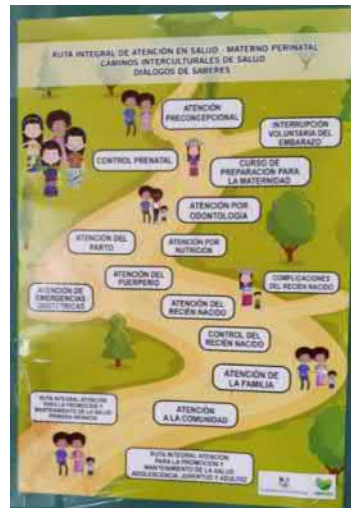 RUTA INTEGRAL DE ATENCIÓN EN SALUD - MATERNO PERINATAL
CAMINOS INTERCULTURALES DE SALUD
DIÁLOGOS DE SABERES
ATENCIÓN
PRECONCEPCIONAL
INTERRUPCIÓN
VOLUNTARIA DEL
EMBARAZO
CONTROL PRENATAL
CURSO DE
PREPARACIÓN PARA
LA MATERNIDAD
ATENCIÓN POR
ODONTOLOGÍA
ATENCIÓN DEL
PARTO
ATENCIÓN POR
NUTRICIÓN
ATENCIÓN DEL
PUERPERIO
COMPLICACIONES
DEL RECIÉN NACIDO
ATENCIÓN DE
EMERGENCIAS
OBSTÉTRICAS
ATENCIÓN DEL
RECIÉN NACIDO
CONTROL DEL
RECIÉN NACIDO
ATENCIÓN DE
LA FAMILIA
RUTA INTEGRAL ATENCIÓN
PARA LA PROMOCIÓN Y
MANTENIMIENTO DE LA SALUD
PRIMERA INFANCIA
ATENCIÓN
A LA COMUNIDAD
RUTA INTEGRAL ATENCIÓN
PARA LA PROMOCIÓN Y
MANTENIMIENTO DE LA SALUD
ADOLESCENCIA, JUVENTUD Y ADULTEZ